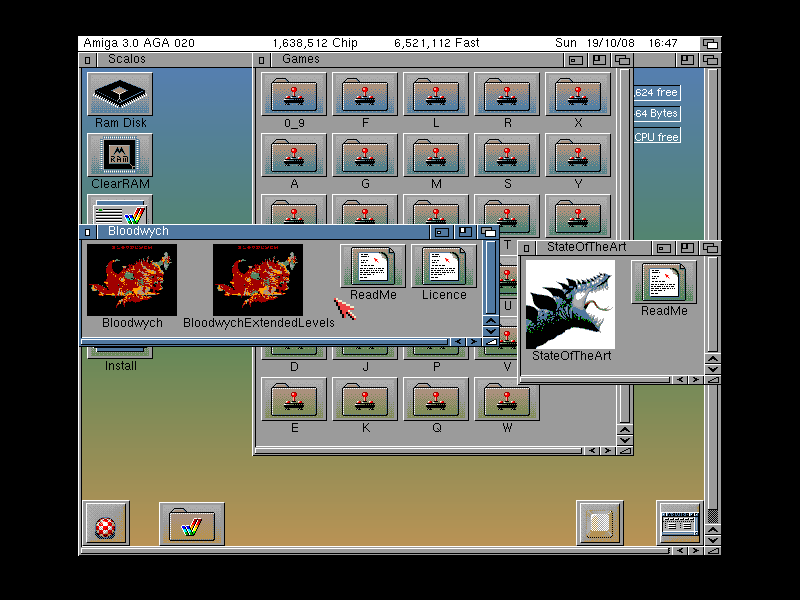 Amiga 3.0 AGA 020 1,638,512 Chip 6,521,112 Fast Sun 19/10/08 16:47
Scalos
Games
Ram Disk
0_9 F L R X
,624 free
64 Bytes
CPU free
RAM
ClearRAM
A G M S Y
Bloodwych
T
StateOfTheArt
ReadMe Licence
U
ReadMe
Bloodwych BloodwychExtendedLevels
StateOfTheArt
Install
D J P V
E K Q W